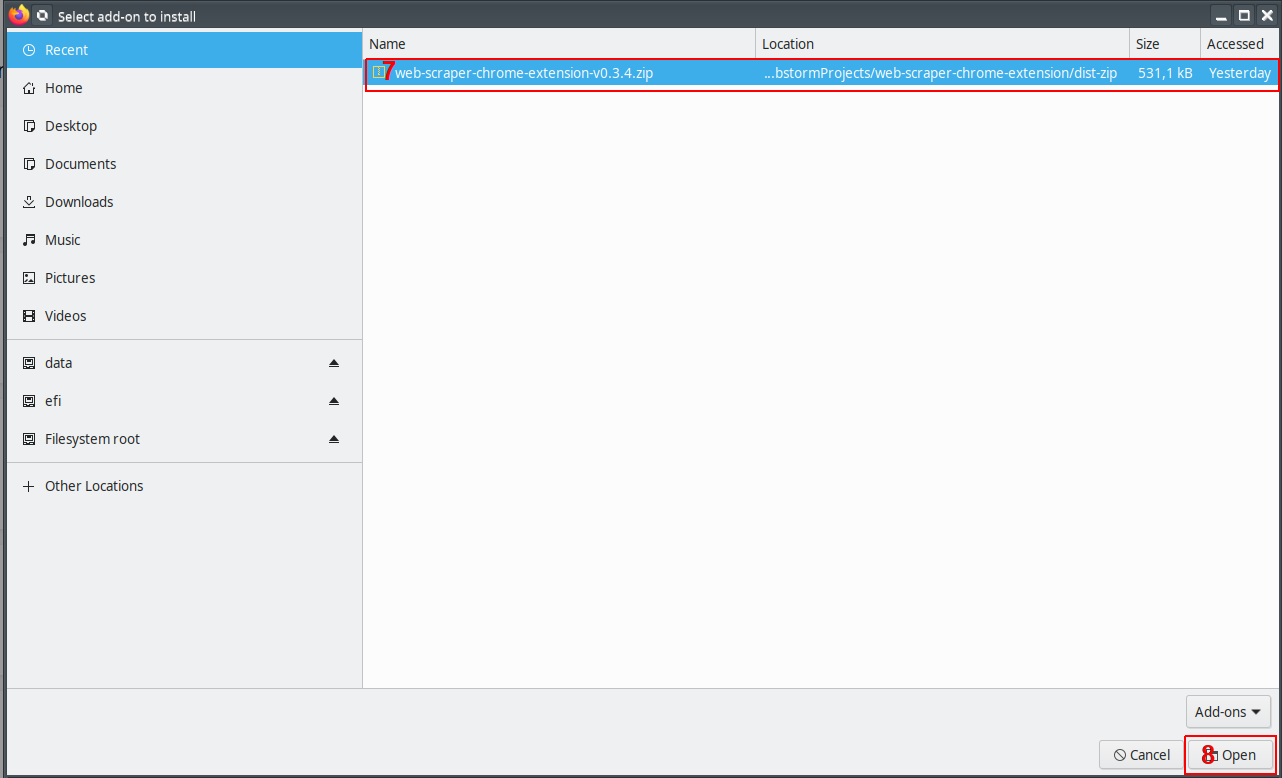 Select add-on to install
Recent
Home
Desktop
Documents
Downloads
Music
Pictures
Videos
data
efi
Filesystem root
Other Locations
Name Location Size Accessed
7 web-scraper-chrome-extension-v0.3.4.zip ...bstormProjects/web-scraper-chrome-extension/dist-zip 531,1 kB Yesterday
Add-ons
Cancel 8 Open